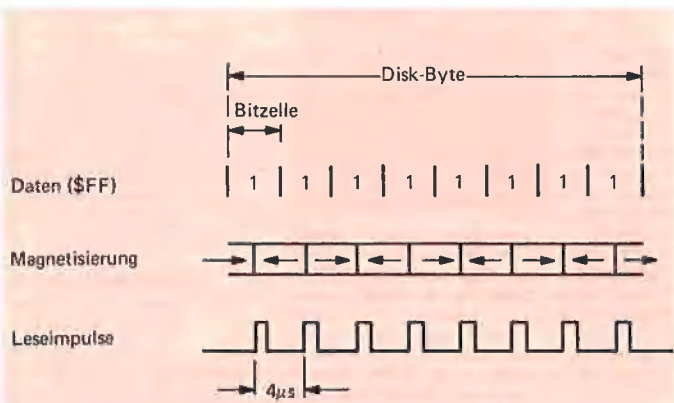 Disk-Byte
Bitzelle
Daten ($FF) 1 1 1 1 1 1 1 1
Magnetisierung
Leseimpulse
4µs